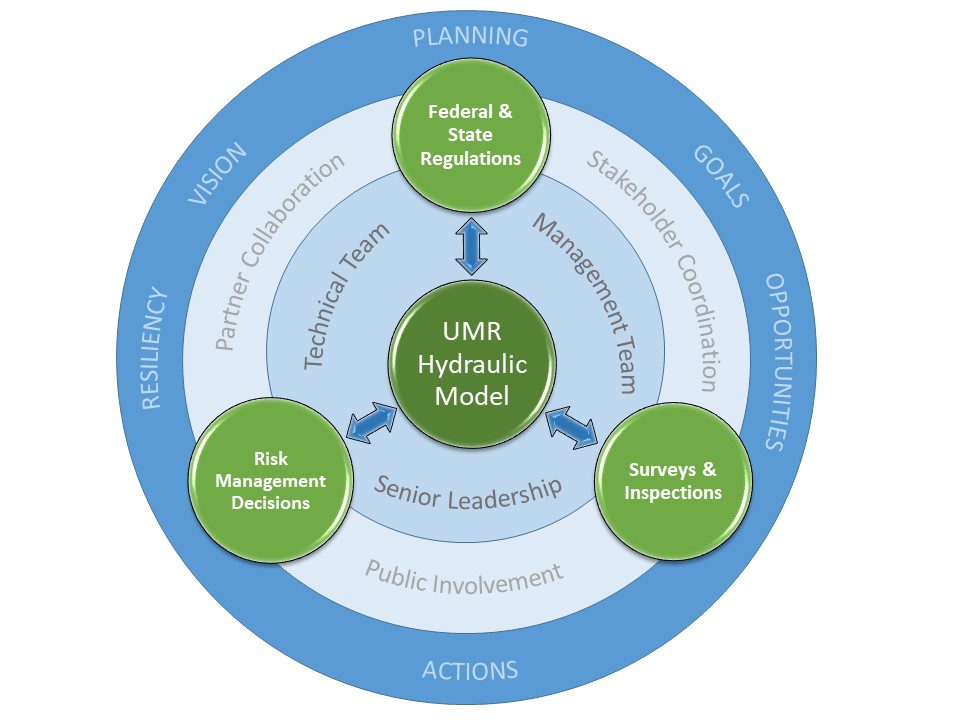 PLANNING
VISION
GOALS
RESILIENCY
OPPORTUNITIES
ACTIONS
Partner Collaboration
Stakeholder Coordination
Public Involvement
Technical Team
Management Team
Senior Leadership
Federal &
State
Regulations
UMR
Hydraulic
Model
Risk
Management
Decisions
Surveys &
Inspections